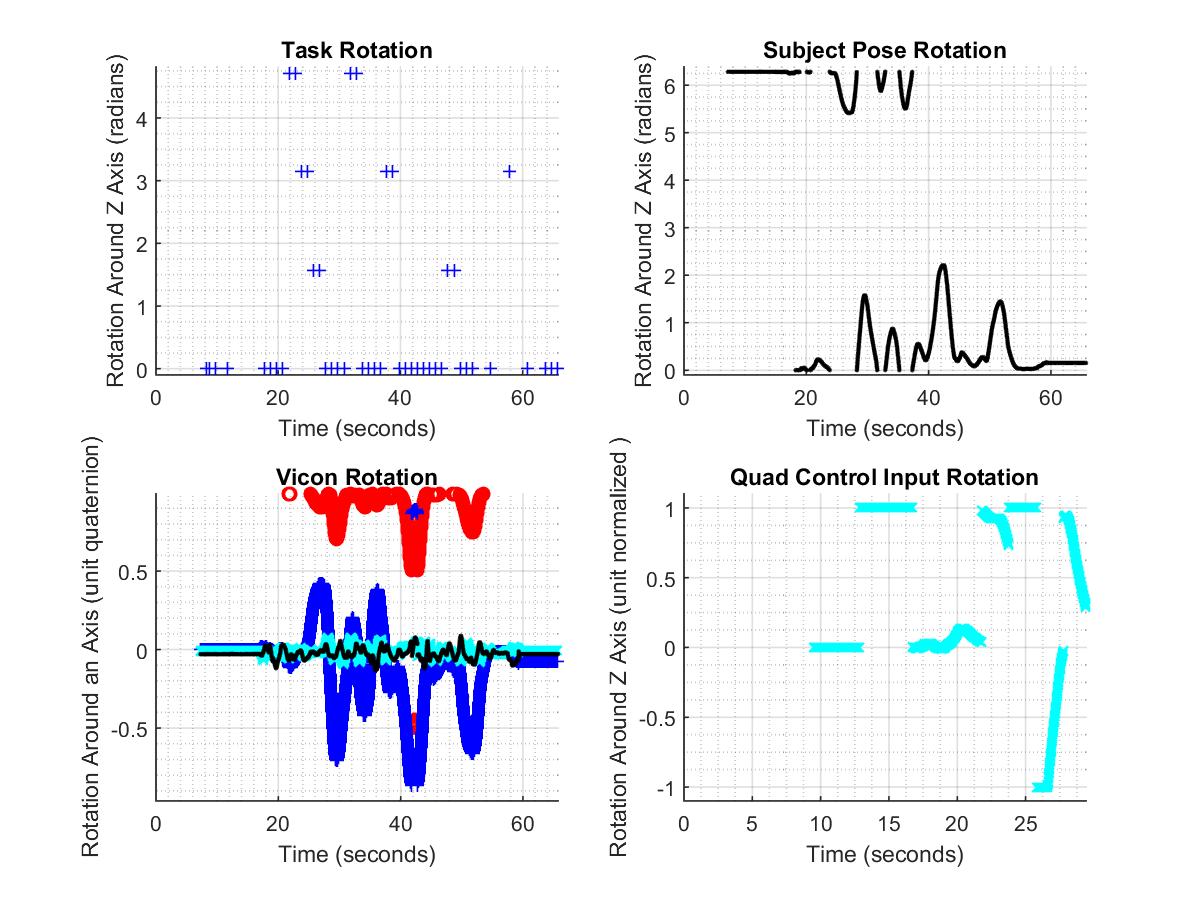 Task Rotation
Rotation Around Z Axis (radians)
4
3
2
1
0
0 20 40 60
Time (seconds)
Subject Pose Rotation
Rotation Around Z Axis (radians)
6
5
4
3
2
1
0
0 20 40 60
Time (seconds)
Vicon Rotation
Rotation Around an Axis (unit quaternion)
0.5
0
-0.5
0 20 40 60
Time (seconds)
Quad Control Input Rotation
Rotation Around Z Axis (unit normalized )
1
0.5
0
-0.5
-1
0 5 10 15 20 25
Time (seconds)